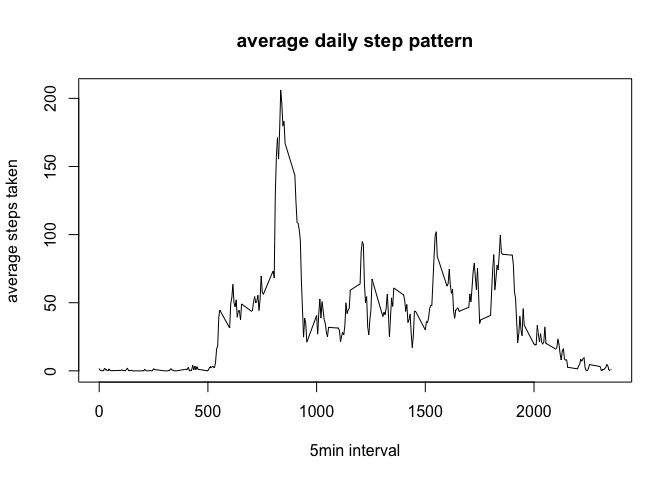 average daily step pattern
average steps taken
200
150
100
50
0
0 500 1000 1500 2000
5min interval